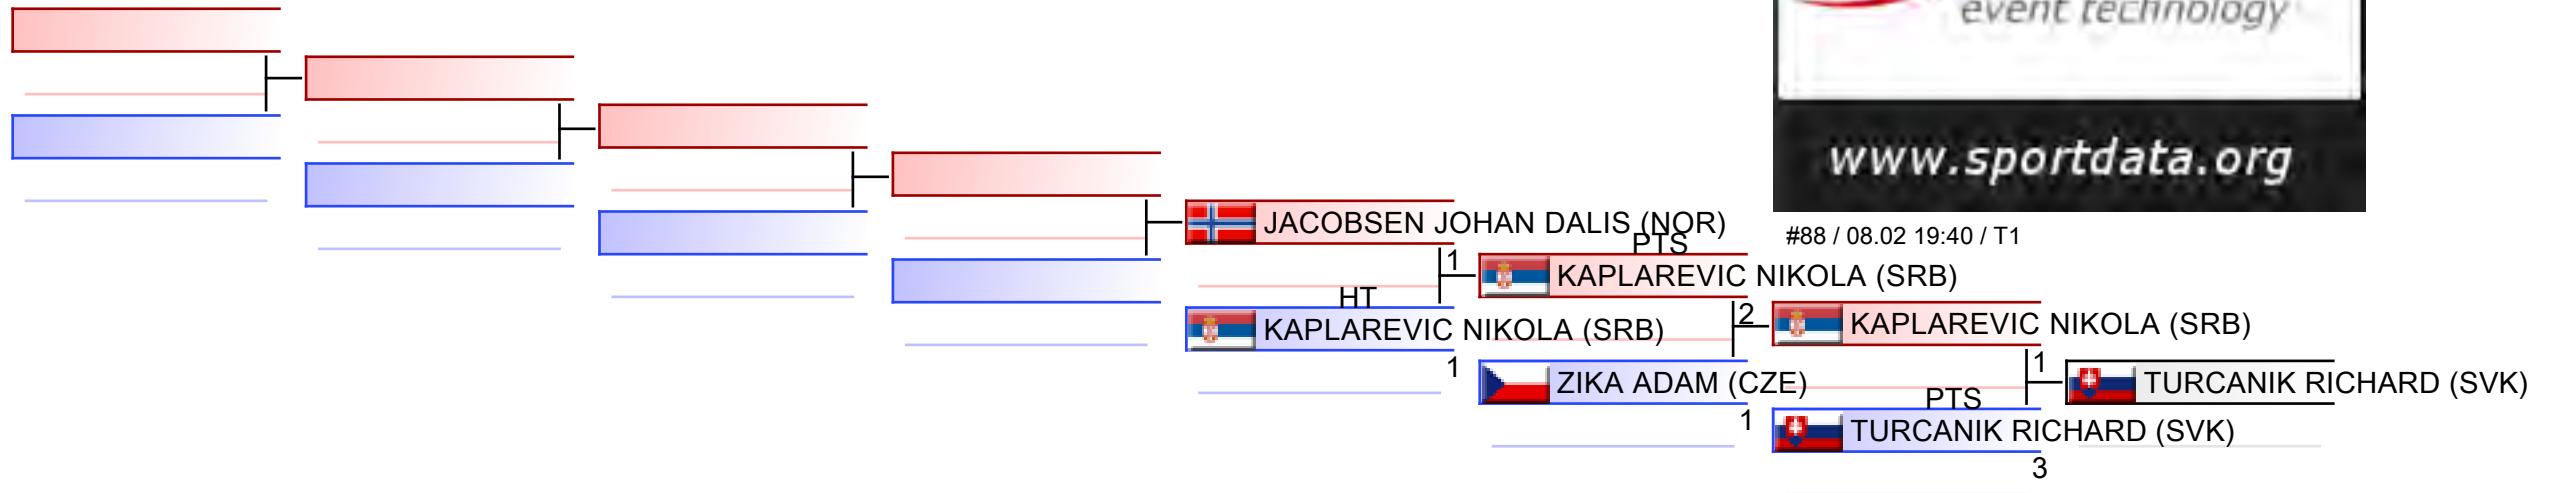 event technology
www.sportdata.org
#88 / 08.02 19:40 / T1
JACOBSEN JOHAN DALIS (NOR)
PTS
1
KAPLAREVIC NIKOLA (SRB)
HT
KAPLAREVIC NIKOLA (SRB)
1
2
KAPLAREVIC NIKOLA (SRB)
ZIKA ADAM (CZE)
1
1
TURCANIK RICHARD (SVK)
PTS
TURCANIK RICHARD (SVK)
3